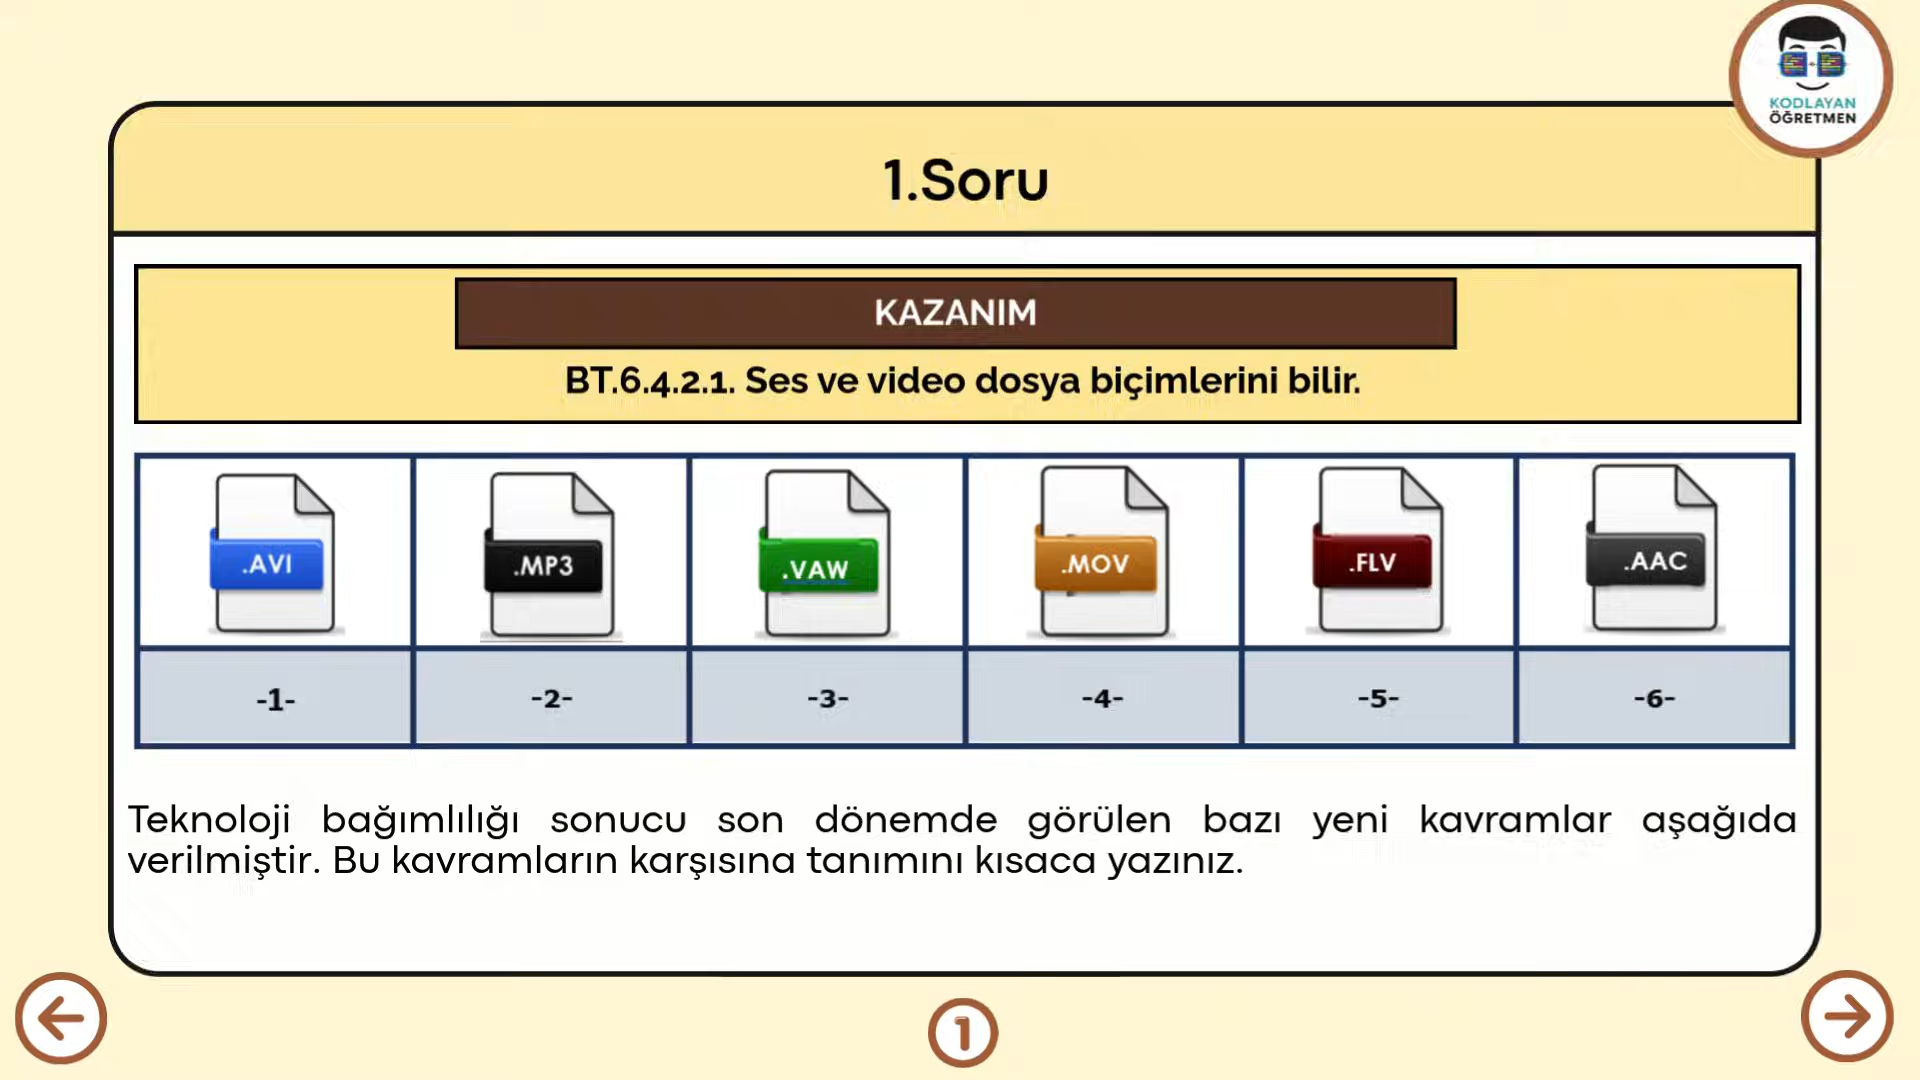 KODLAYAN
ÖĞRETMEN
1.Soru
KAZANIM
BT.6.4.2.1. Ses ve video dosya biçimlerini bilir.
.AVI .MP3 .VAW .MOV .FLV .AAC
-1- -2- -3- -4- -5- -6-
Teknoloji bağımlılığı sonucu son dönemde görülen bazı yeni kavramlar aşağıda
verilmiştir. Bu kavramların karşısına tanımını kısaca yazınız.
1